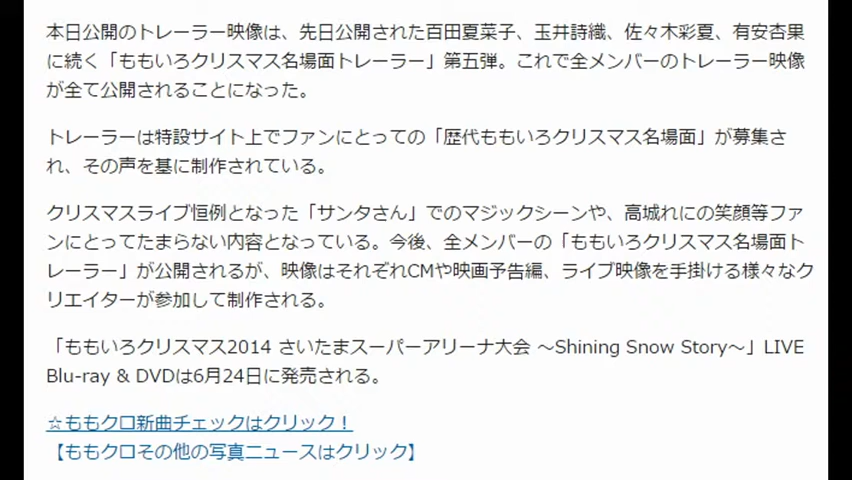 本日公開のトレーラー映像は、先日公開された百田夏菜子、玉井詩織、佐々木彩夏、有安杏果
に続く「ももいろクリスマス名場面トレーラー」第五弾。これで全メンバーのトレーラー映像
が全て公開されることになった。
トレーラーは特設サイト上でファンにとっての「歴代ももいろクリスマス名場面」が募集さ
れ、その声を基に制作されている。
クリスマスライブ恒例となった「サンタさん」でのマジックシーンや、高城れにの笑顔等ファ
ンにとってたまらない内容となっている。今後、全メンバーの「ももいろクリスマス名場面ト
レーラー」が公開されるが、映像はそれぞれCMや映画予告編、ライブ映像を手掛ける様々なク
リエイターが参加して制作される。
「ももいろクリスマス2014 さいたまスーパーアリーナ大会 ～Shining Snow Story～」LIVE
Blu-ray & DVDは6月24日に発売される。
☆ももクロ新曲チェックはクリック！
【ももクロその他の写真ニュースはクリック】